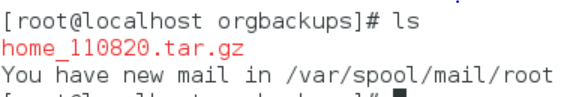 [root@localhost orgbackups]# ls
home_110820.tar.gz
You have new mail in /var/spool/mail/root